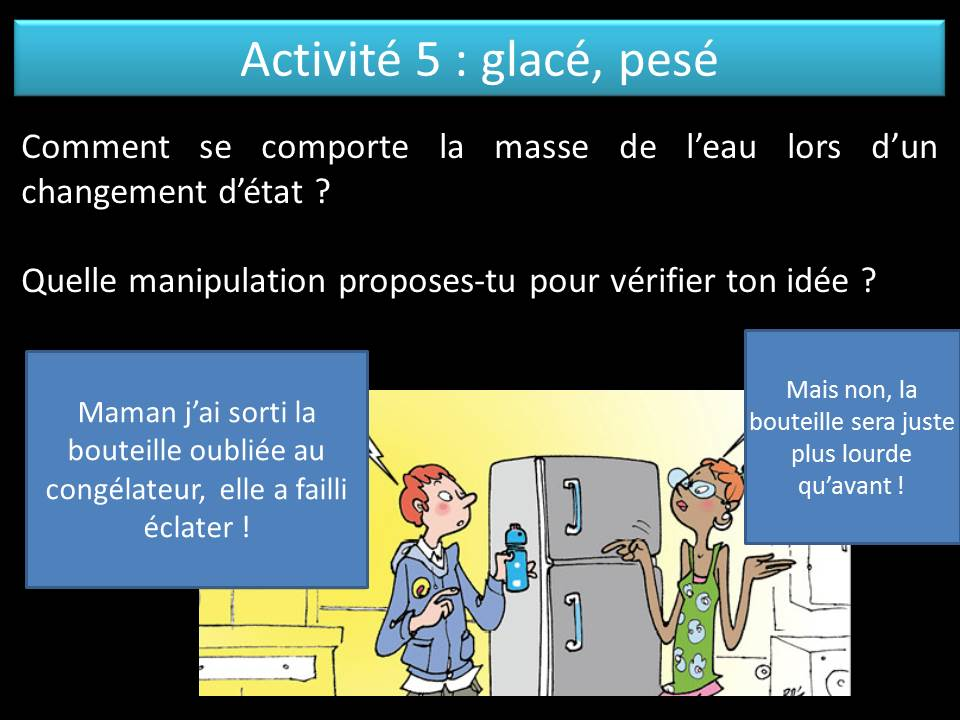 Activité 5 : glacé, pesé
Comment se comporte la masse de l’eau lors d’un
changement d’état ?
Quelle manipulation proposes-tu pour vérifier ton idée ?
Maman j’ai sorti la
bouteille oubliée au
congélateur, elle a failli
éclater !
Mais non, la
bouteille sera juste
plus lourde
qu’avant !